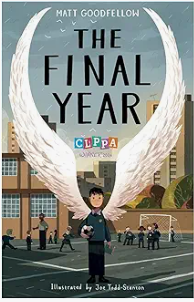 MATT GOODFELLOW
THE
FINAL
YEAR
CLPPA
Illustrated by Joe Todd-Stanton